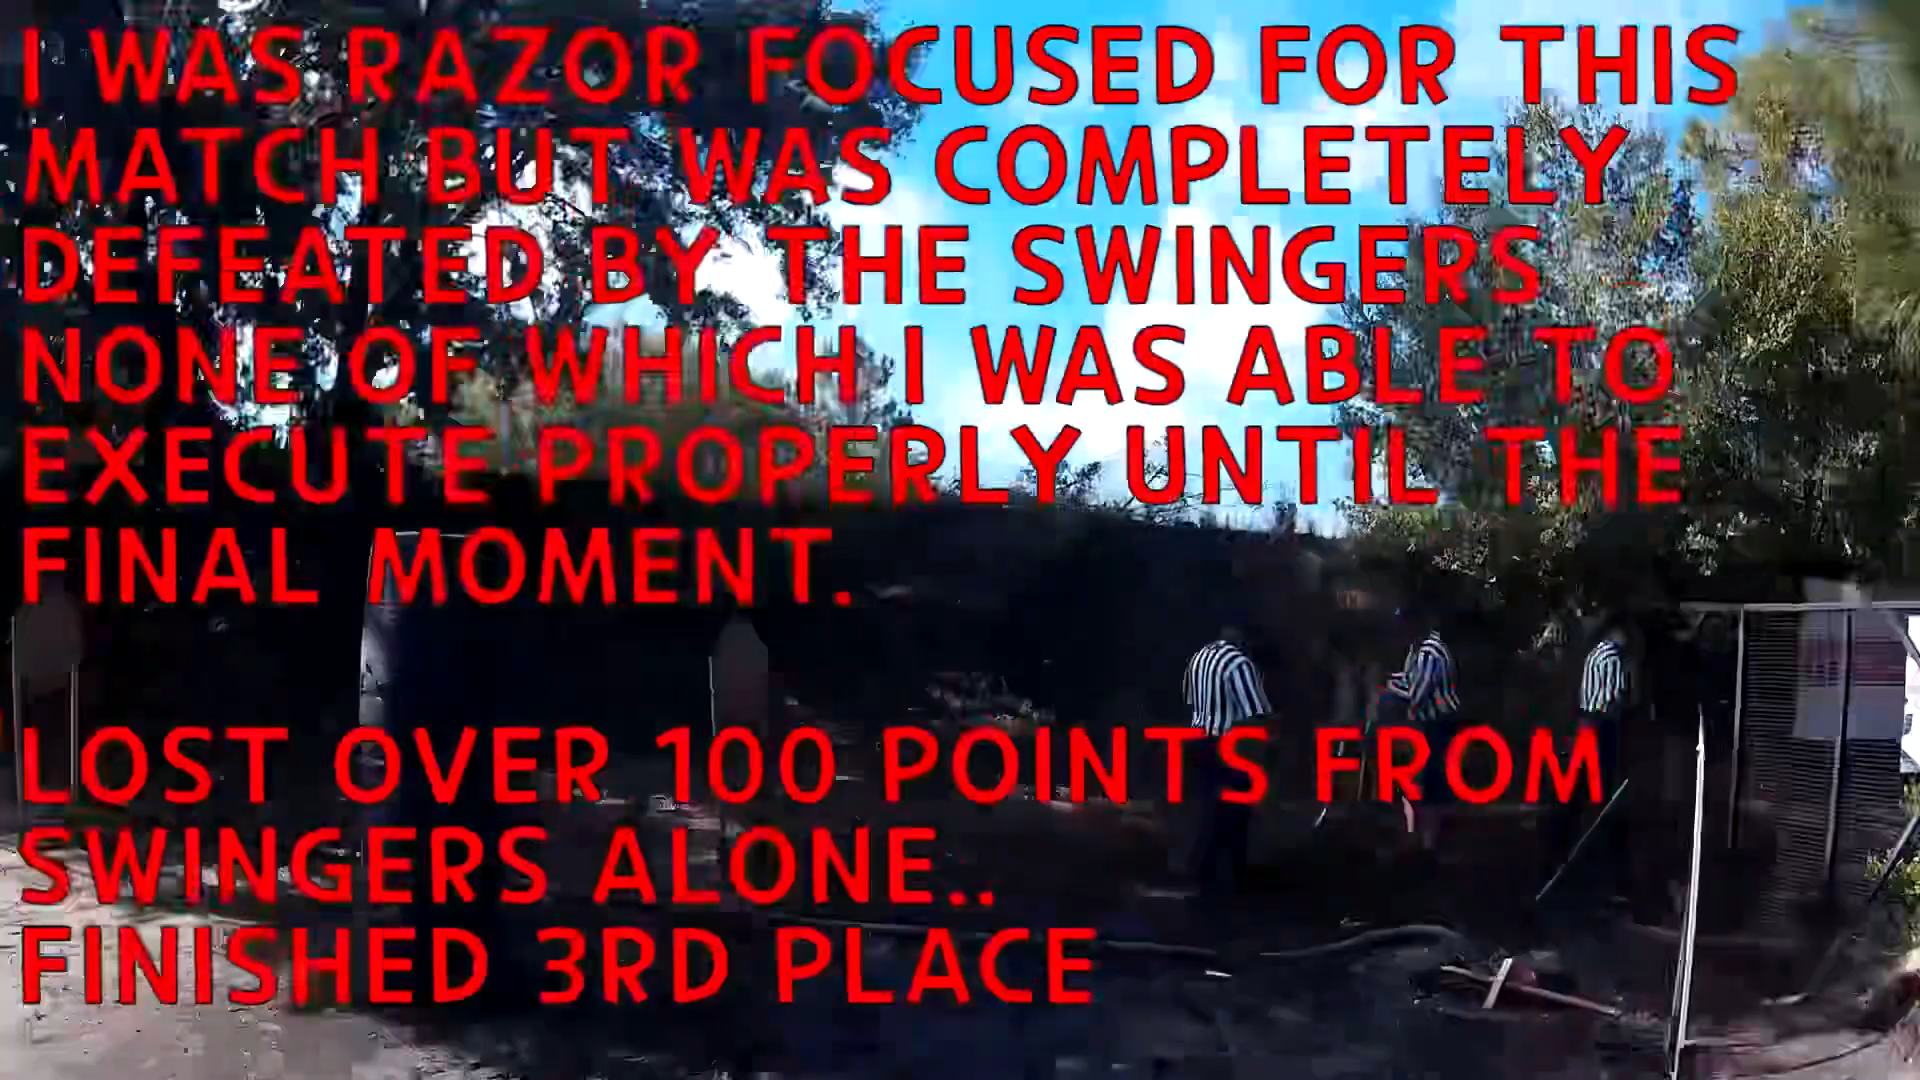 I WAS RAZOR FOCUSED FOR THIS
MATCH BUT WAS COMPLETELY
DEFEATED BY THE SWINGERS
NONE OF WHICH I WAS ABLE TO
EXECUTE PROPERLY UNTIL THE
FINAL MOMENT.
LOST OVER 100 POINTS FROM
SWINGERS ALONE..
FINISHED 3RD PLACE